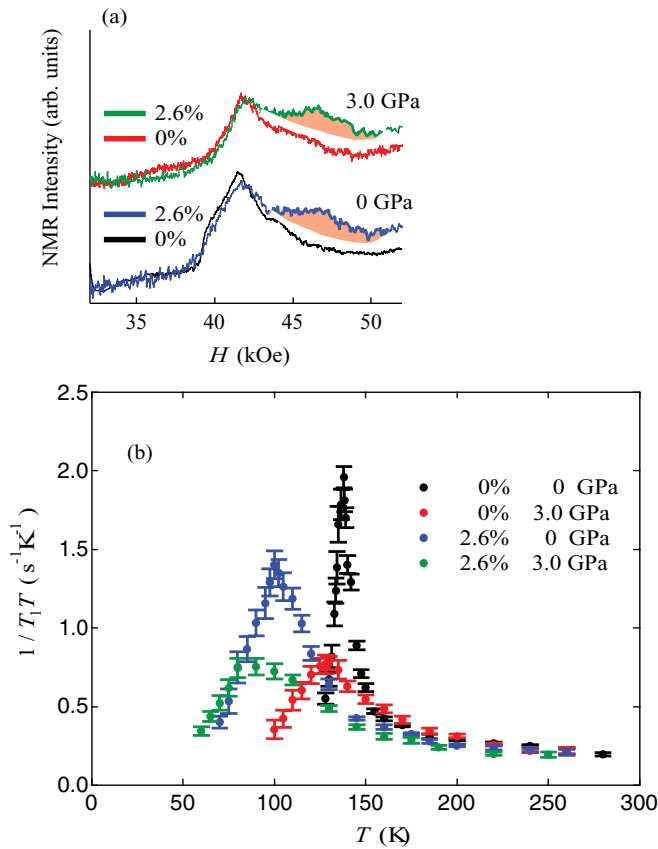 (a)
NMR Intensity (arb. units)
2.6%
0%
3.0 GPa
2.6%
0%
0 GPa
35 40 45 50
H (kOe)
(b)
1 / T₁T ( s⁻¹K⁻¹)
2.5
2.0
1.5
1.0
0.5
0.0
0% 0 GPa
0% 3.0 GPa
2.6% 0 GPa
2.6% 3.0 GPa
0 50 100 150 200 250 300
T (K)